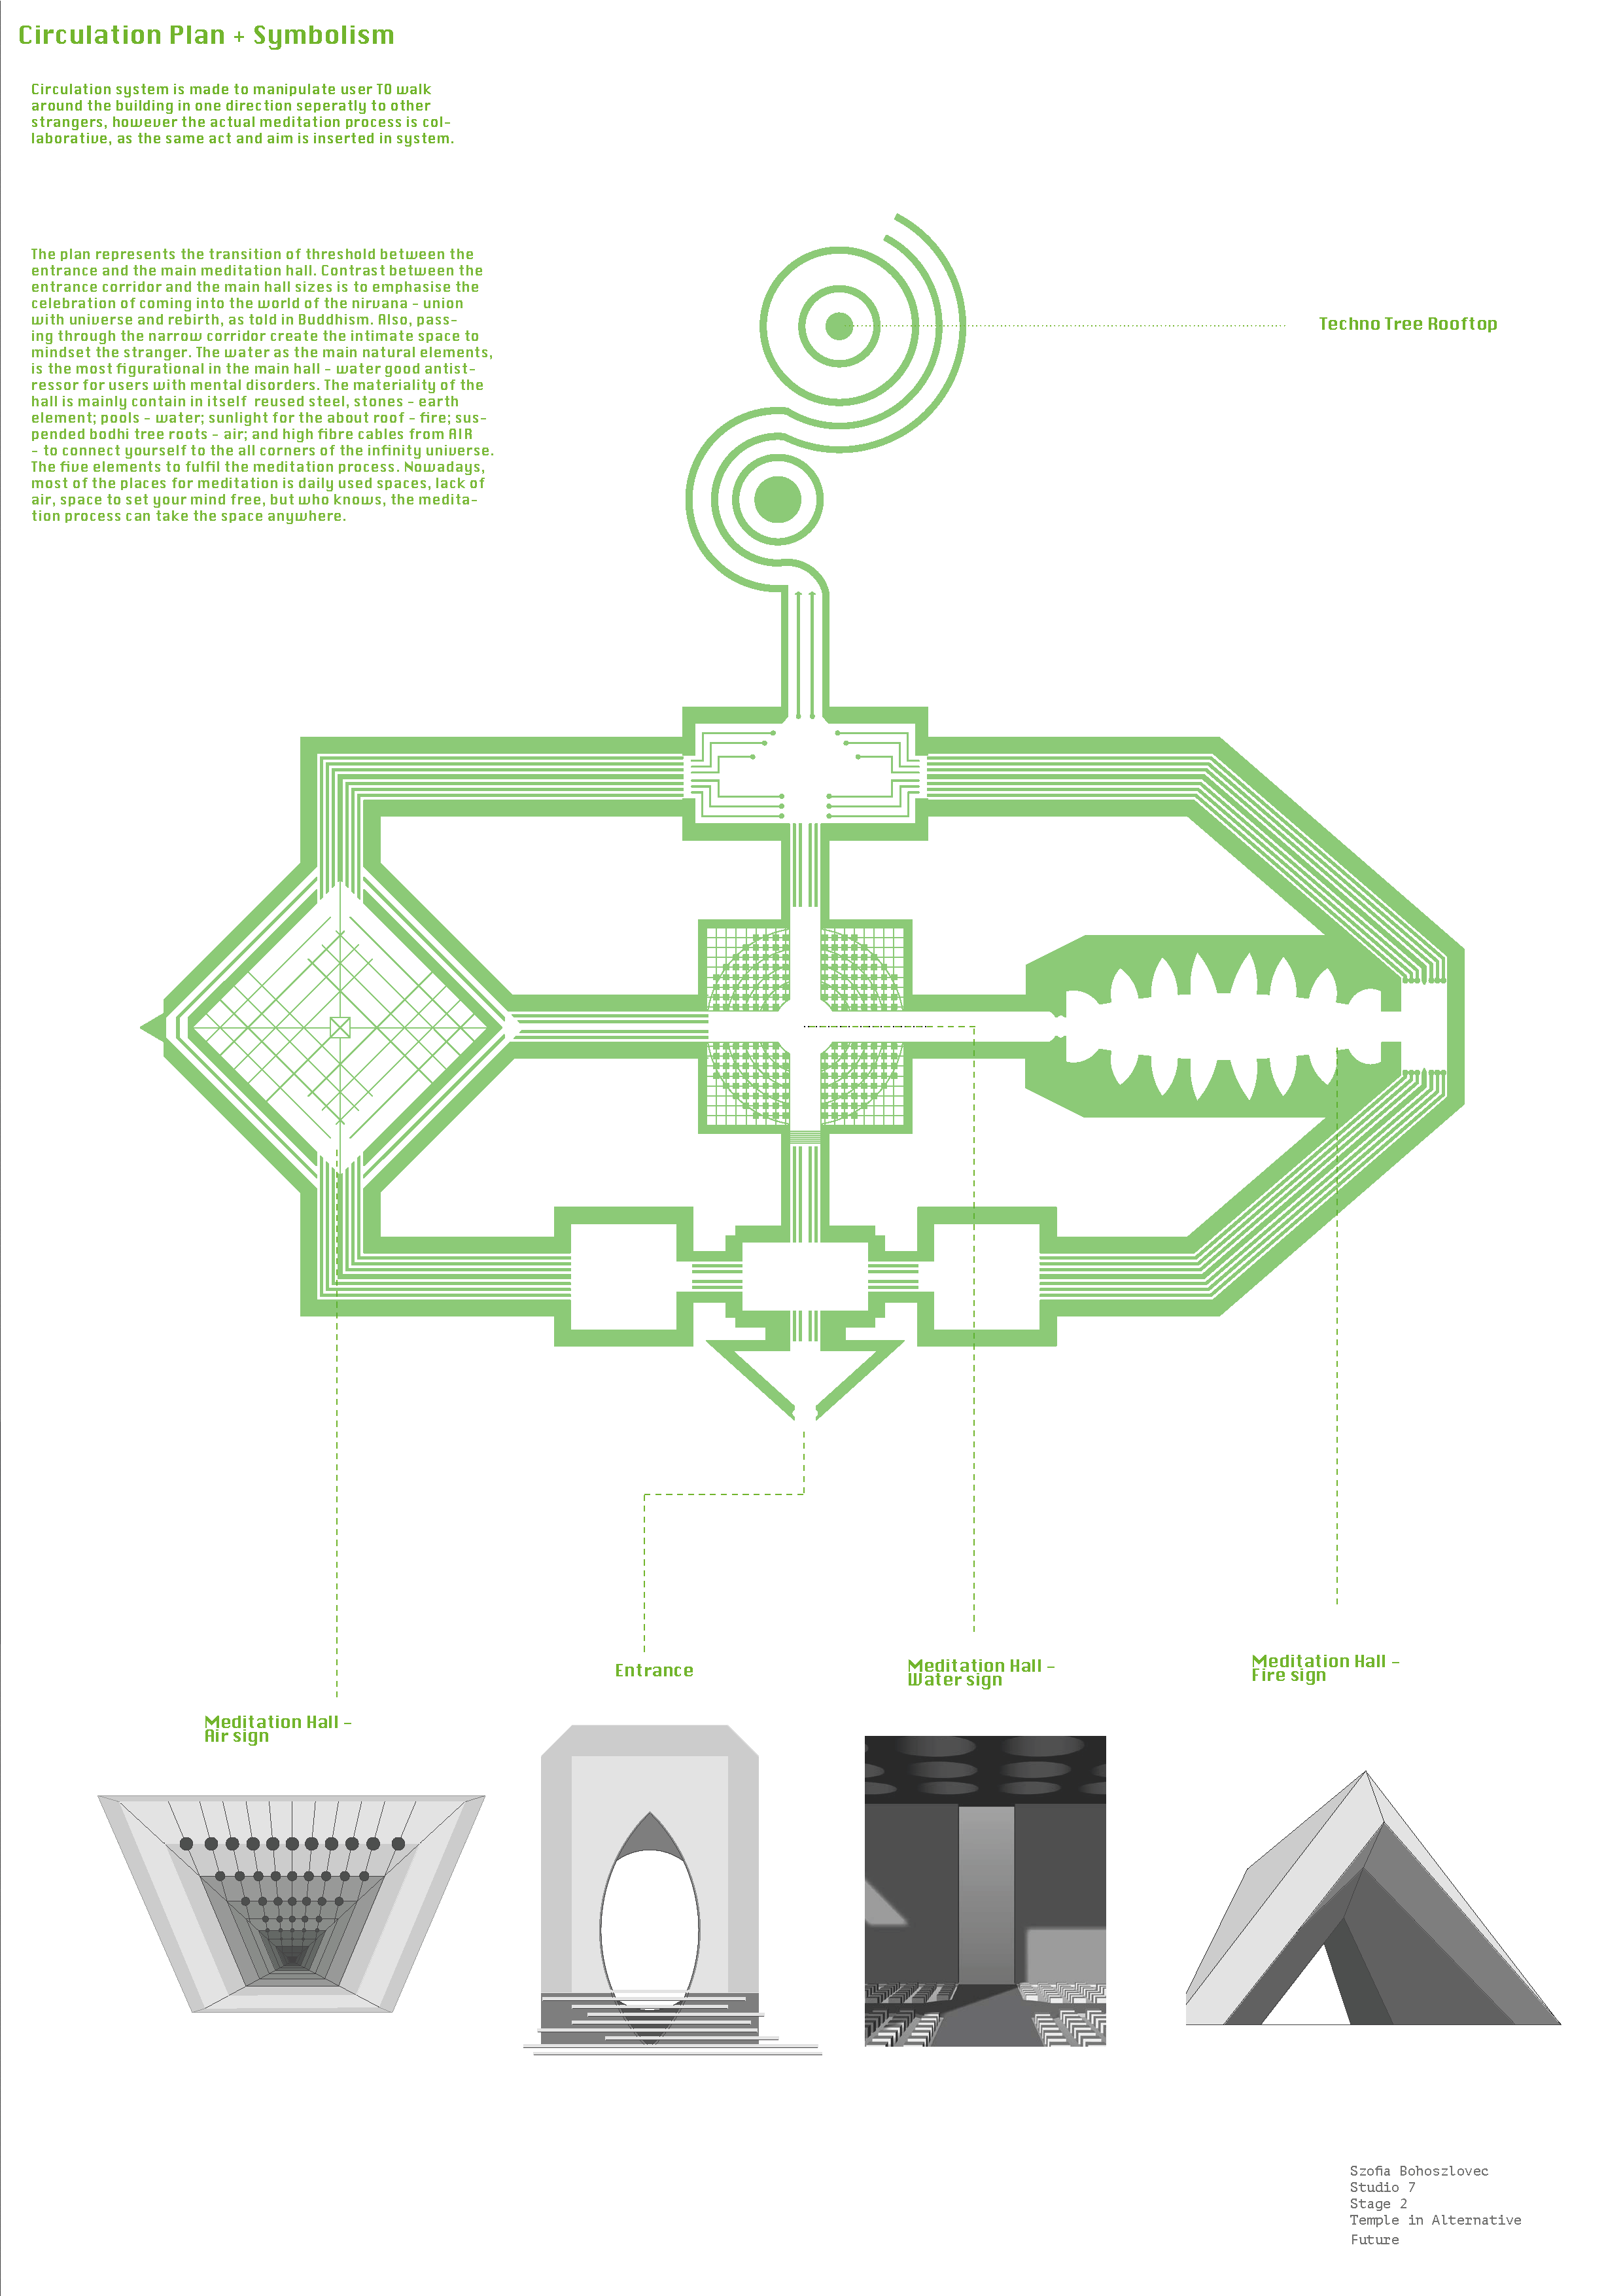 Circulation Plan + Symbolism
Circulation system is made to manipulate user TO walk
around the building in one direction seperatly to other
strangers, however the actual meditation process is col-
laborative, as the same act and aim is inserted in system.
The plan represents the transition of threshold between the
entrance and the main meditation hall. Contrast between the
entrance corridor and the main hall sizes is to emphasise the
celebration of coming into the world of the nirvana - union
with universe and rebirth, as told in Buddhism. Also, pass-
ing through the narrow corridor create the intimate space to
mindset the stranger. The water as the main natural elements,
is the most figurational in the main hall - water good antist-
ressor for users with mental disorders. The materiality of the
hall is mainly contain in itself  reused steel, stones - earth
element; pools - water; sunlight for the about roof - fire; sus-
pended bodhi tree roots - air; and high fibre cables from AIR
- to connect yourself to the all corners of the infinity universe.
The five elements to fulfil the meditation process. Nowadays,
most of the places for meditation is daily used spaces, lack of
air, space to set your mind free, but who knows, the medita-
tion process can take the space anywhere.
Techno Tree Rooftop
Meditation Hall -
Air sign
Entrance
Meditation Hall -
Water sign
Meditation Hall -
Fire sign
Szofia Bohoszlovec
Studio 7
Stage 2
Temple in Alternative
Future